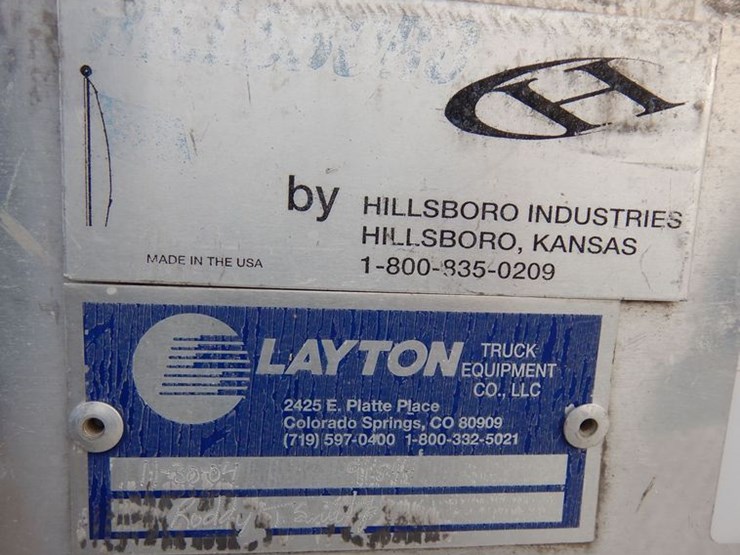 H
by HILLSBORO INDUSTRIES
HILLSBORO, KANSAS
MADE IN THE USA 1-800-835-0209
LAYTON TRUCK
EQUIPMENT
CO., LLC
2425 E. Platte Place
Colorado Springs, CO 80909
(719) 597-0400 1-800-332-5021